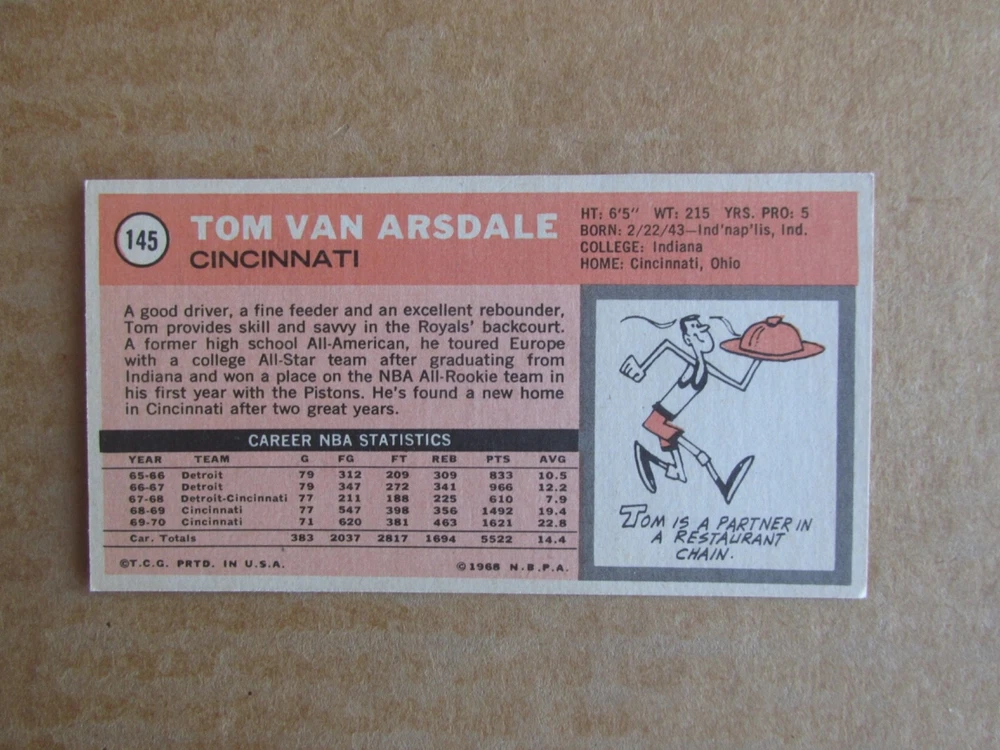 145
TOM VAN ARSDALE
CINCINNATI
HT: 6'5" WT: 215 YRS. PRO: 5
BORN: 2/22/43—Ind'nap'lis, Ind.
COLLEGE: Indiana
HOME: Cincinnati, Ohio
A good driver, a fine feeder and an excellent rebounder,
Tom provides skill and savvy in the Royals' backcourt.
A former high school All-American, he toured Europe
with a college All-Star team after graduating from
Indiana and won a place on the NBA All-Rookie team in
his first year with the Pistons. He's found a new home
in Cincinnati after two great years.
CAREER NBA STATISTICS
YEAR TEAM G FG FT REB PTS AVG
65-66 Detroit 79 312 209 309 833 10.5
66-67 Detroit 79 347 272 341 966 12.2
67-68 Detroit-Cincinnati 77 211 188 225 610 7.9
68-69 Cincinnati 77 547 398 356 1492 19.4
69-70 Cincinnati 71 620 381 463 1621 22.8
Car. Totals 383 2037 2817 1694 5522 14.4
©T.C.G. PRTD. IN U.S.A. ©1968 N.B.P.A.
TOM IS A PARTNER IN
A RESTAURANT
CHAIN.